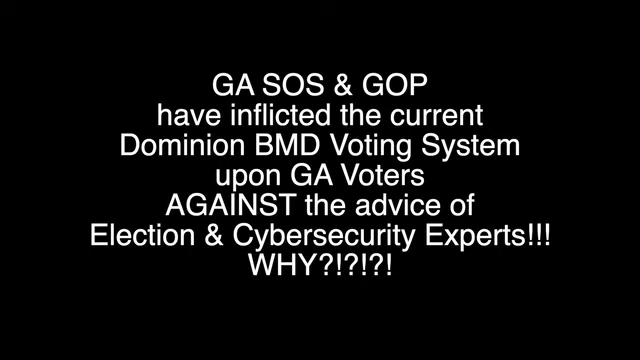 GA SOS & GOP
have inflicted the current
Dominion BMD Voting System
upon GA Voters
AGAINST the advice of
Election & Cybersecurity Experts!!!
WHY?!?!?!